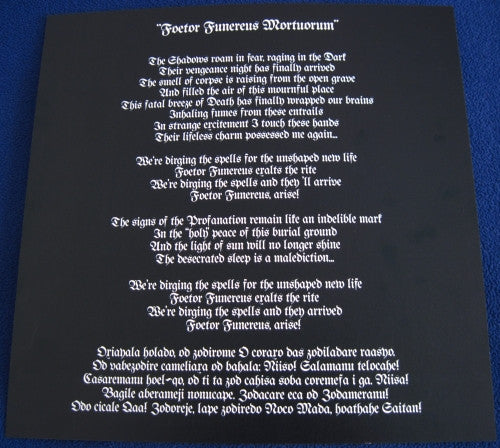 "Foetor Funereus Mortuorum"
The Shadows roam in fear, raging in the Dark
Their vengeance night has finally arrived
The smell of corpse is raising from the open grave
And filled the air of this mournful place
This fatal breeze of Death has finally wrapped our brains
Inhaling fumes from these entrails
In strange excitement I touch these hands
Their lifeless charm possessed me again...
We're dirging the spells for the unshaped new life
Foetor Funereus exalts the rite
We're dirging the spells and they 'll arrive
Foetor Funereus, arise!
The signs of the Profanation remain like an indelible mark
In the "holy" peace of this burial ground
And the light of sun will no longer shine
The desecrated sleep is a malediction...
We're dirging the spells for the unshaped new life
Foetor Funereus exalts the rite
We're dirging the spells and they arrived
Foetor Funereus, arise!
Oxiayala holado, od zodirome O coraxo das zodiladare raasyo.
Od vabezodire cameliaxa od bahala: Niiso! Salamanu telocahe!
Casaremanu hoel-qo, od ti ta zod cahisa soba coremefa i ga. Niisa!
Bagile aberameji nonucape. Zodacare eca od Zodameranu!
Odo cicale Qaa! Zodoreje, lape zodiredo Noco Mada, hoathahe Saitan!